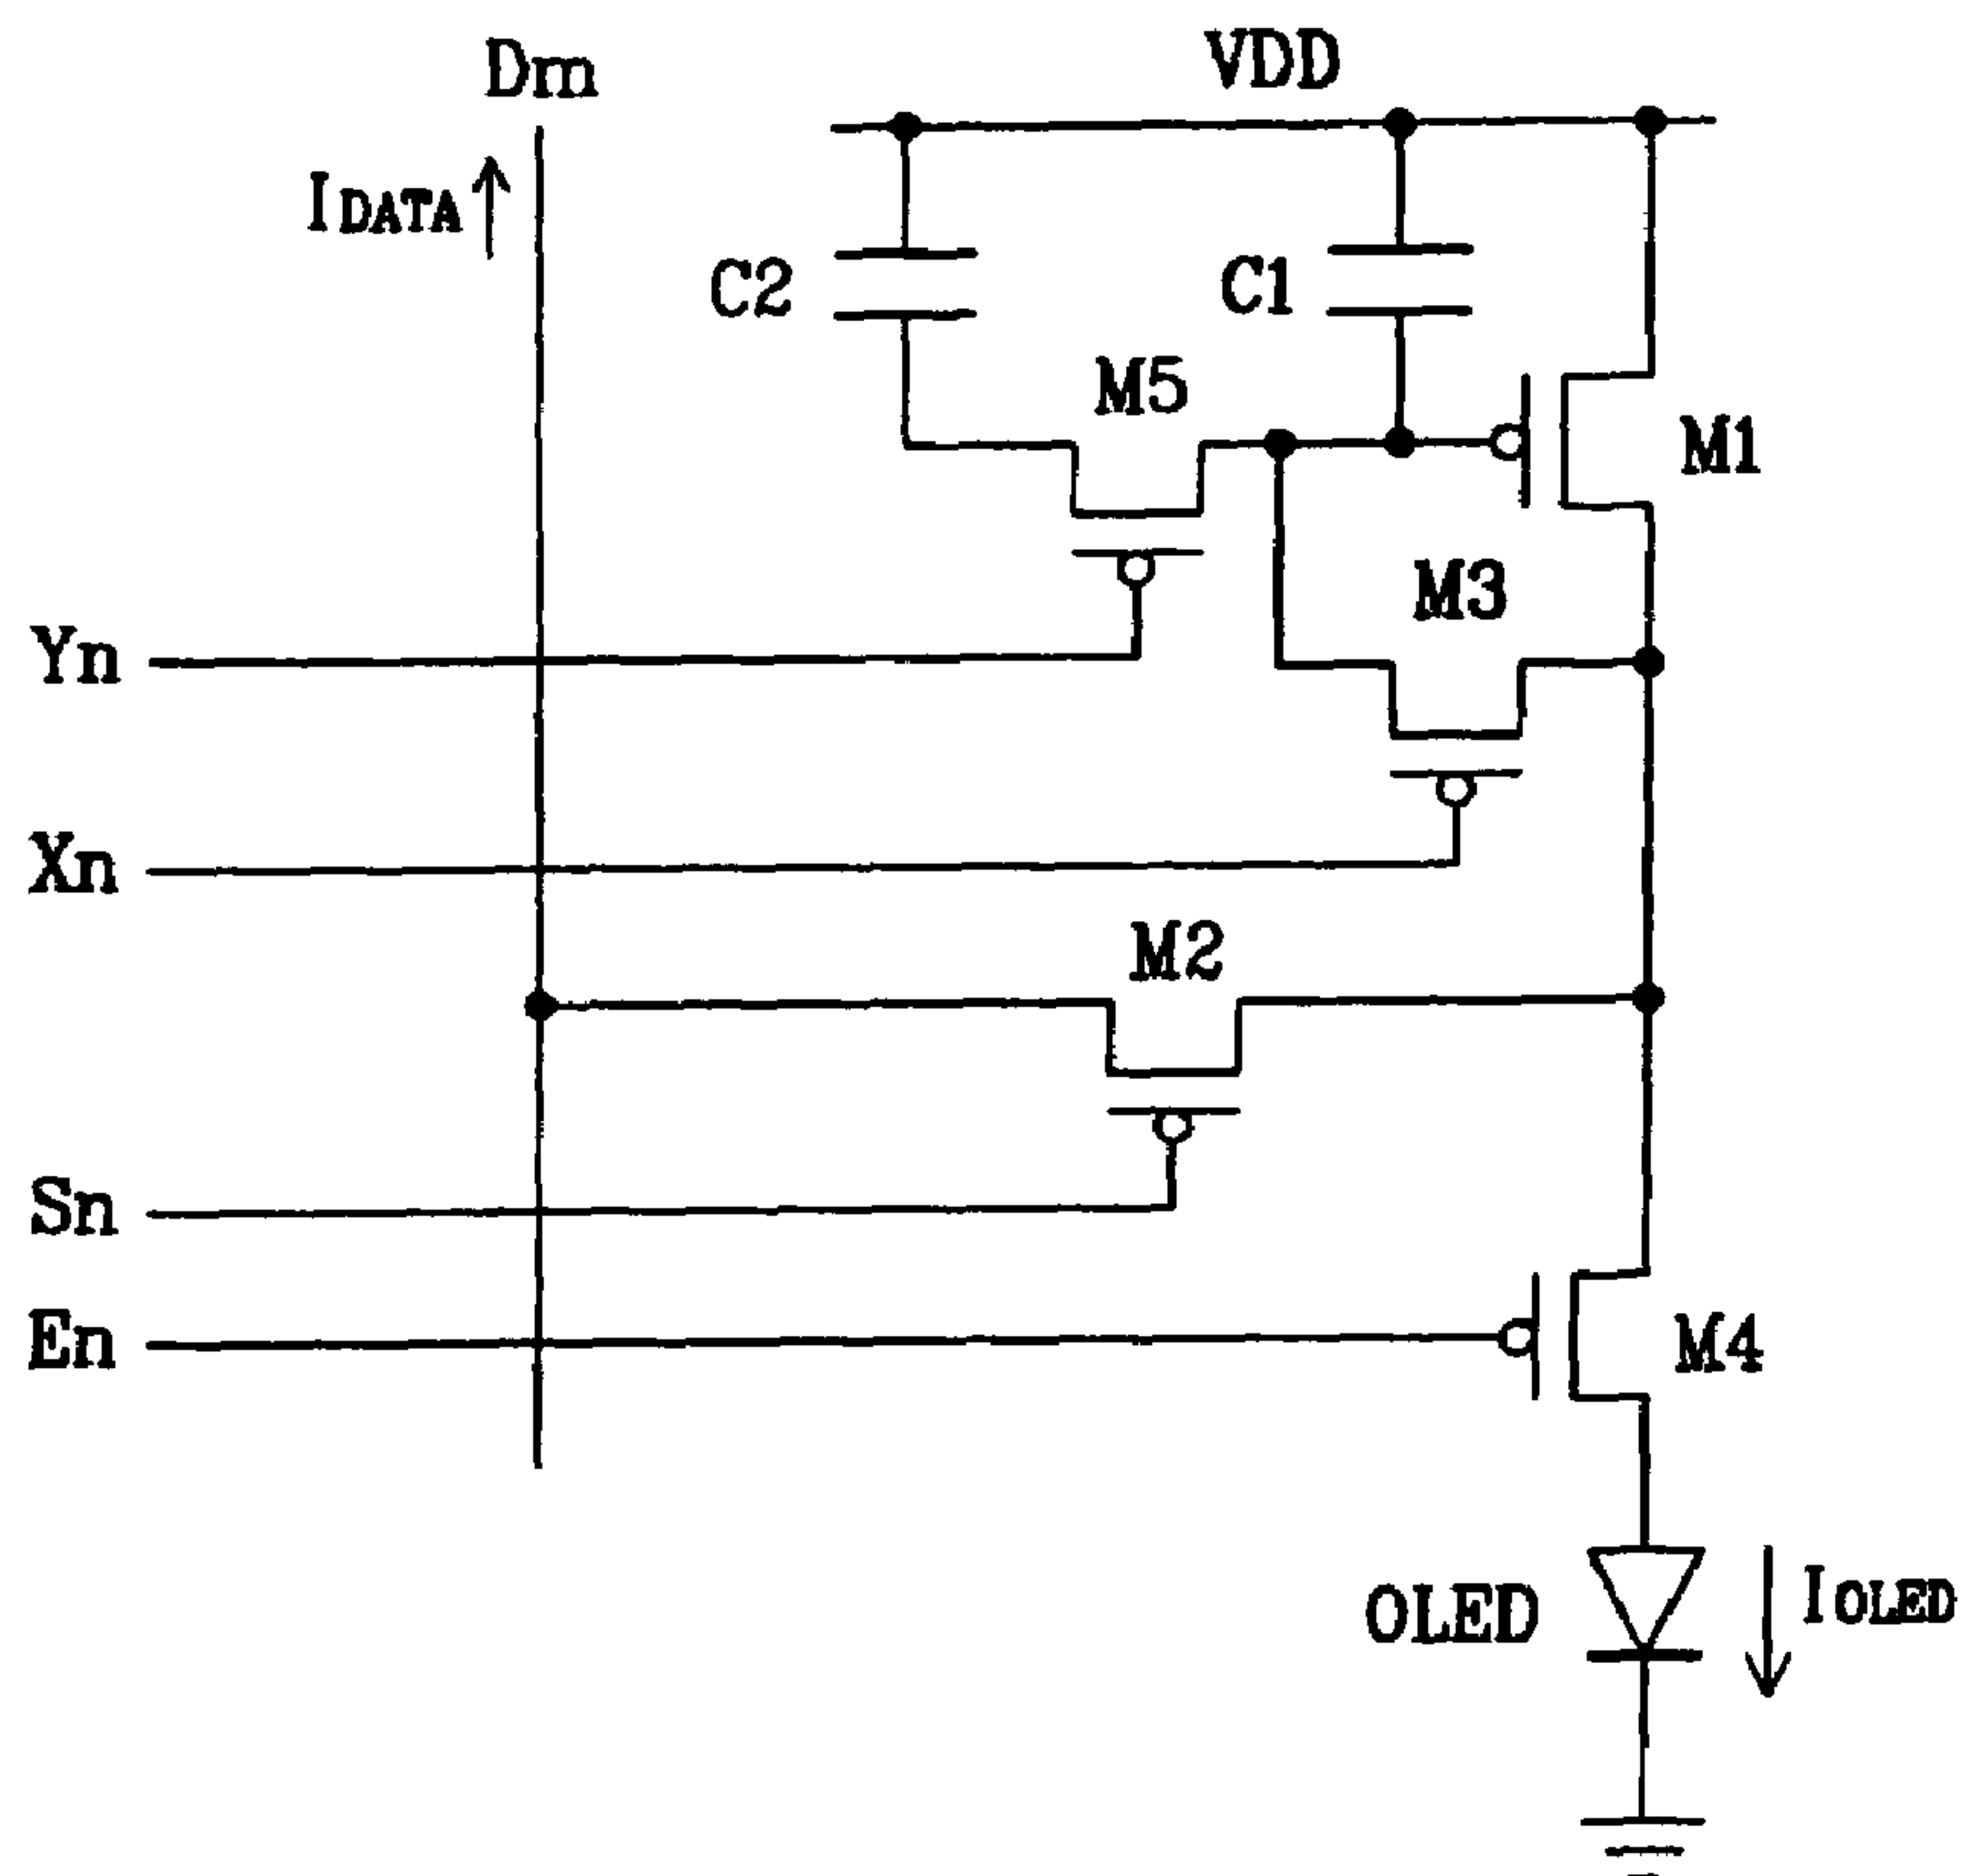 Dm
VDD
IDATA
C2
C1
M5
M1
M3
Yn
Xn
M2
Sn
En
M4
OLED
IOLED